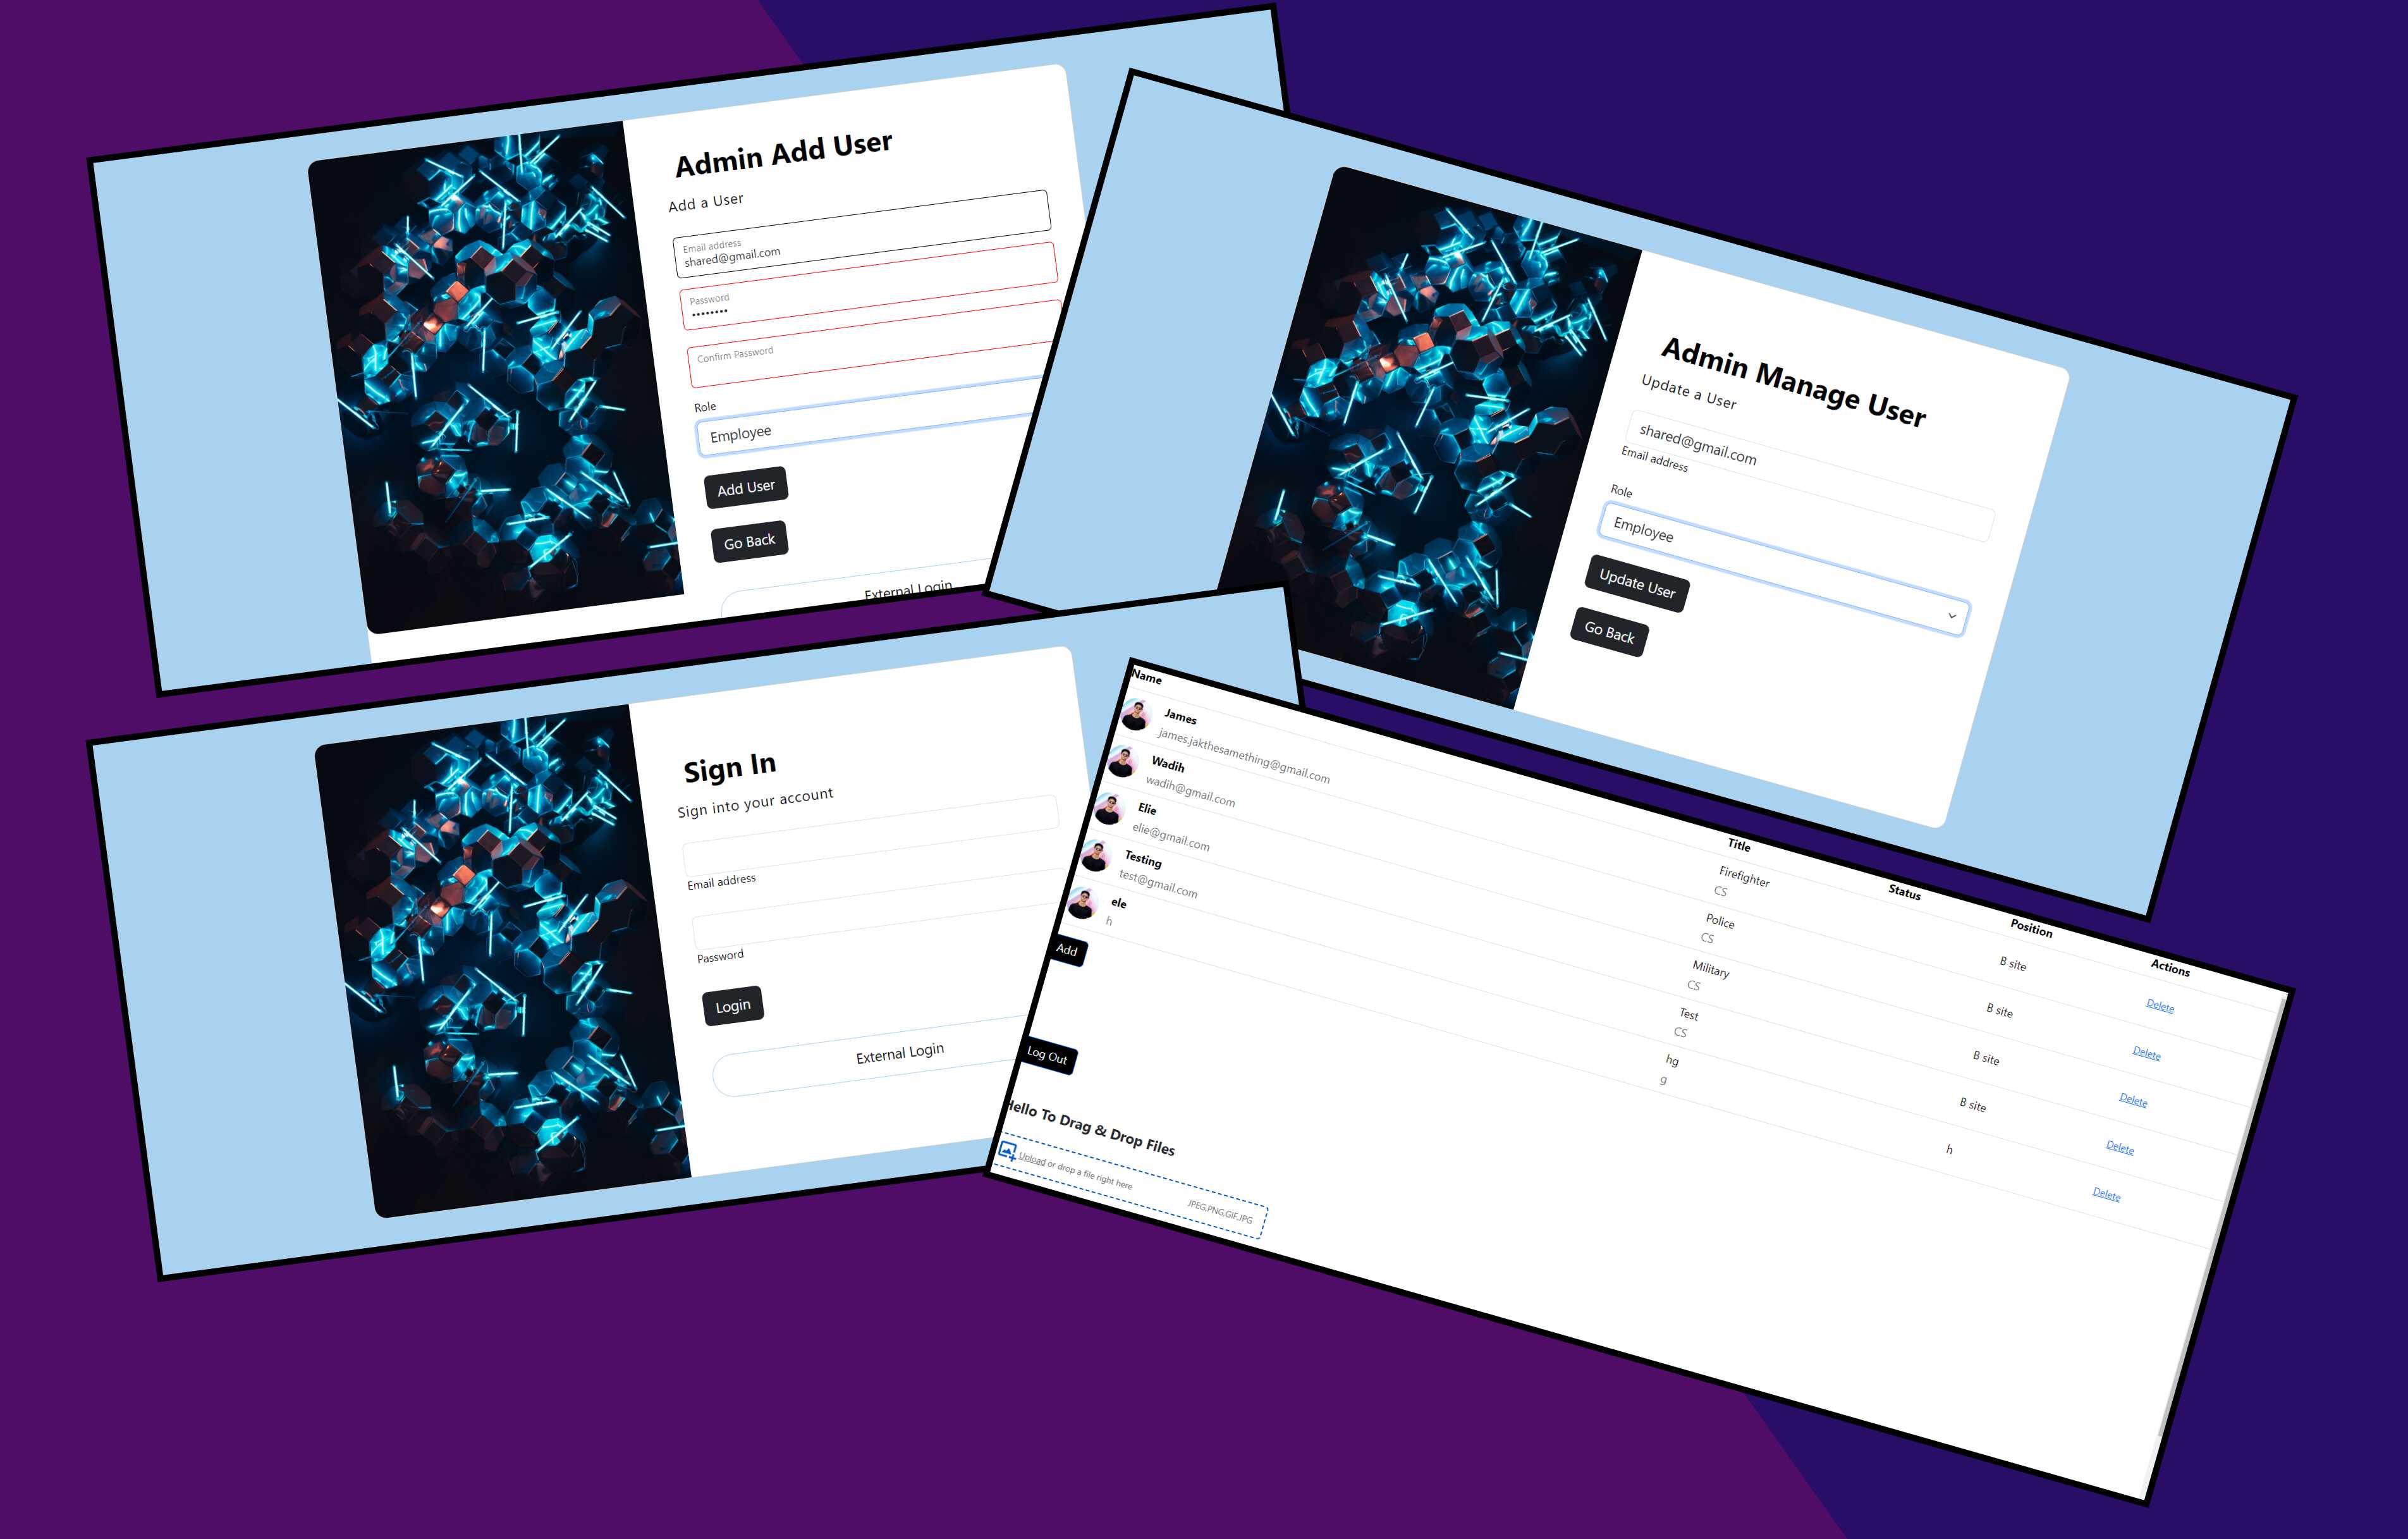 Admin Add User
Add a User
Email address
shared@gmail.com
Password
••••••••
Confirm Password
Role
Employee
Add User
Go Back
External Login
Admin Manage User
Update a User
shared@gmail.com
Email address
Role
Employee
Update User
Go Back
Sign In
Sign into your account
Email address
Password
Login
External Login
Name Title Status Position Actions
James Firefighter B site Delete
james.jakthesamething@gmail.com CS
Wadih Police B site Delete
wadih@gmail.com CS
Elie Military B site Delete
elie@gmail.com CS
Testing Test B site Delete
test@gmail.com CS
ele hg h Delete
h g
Add
Log Out
Hello To Drag & Drop Files
Upload or drop a file right here JPEG,PNG,GIF,JPG